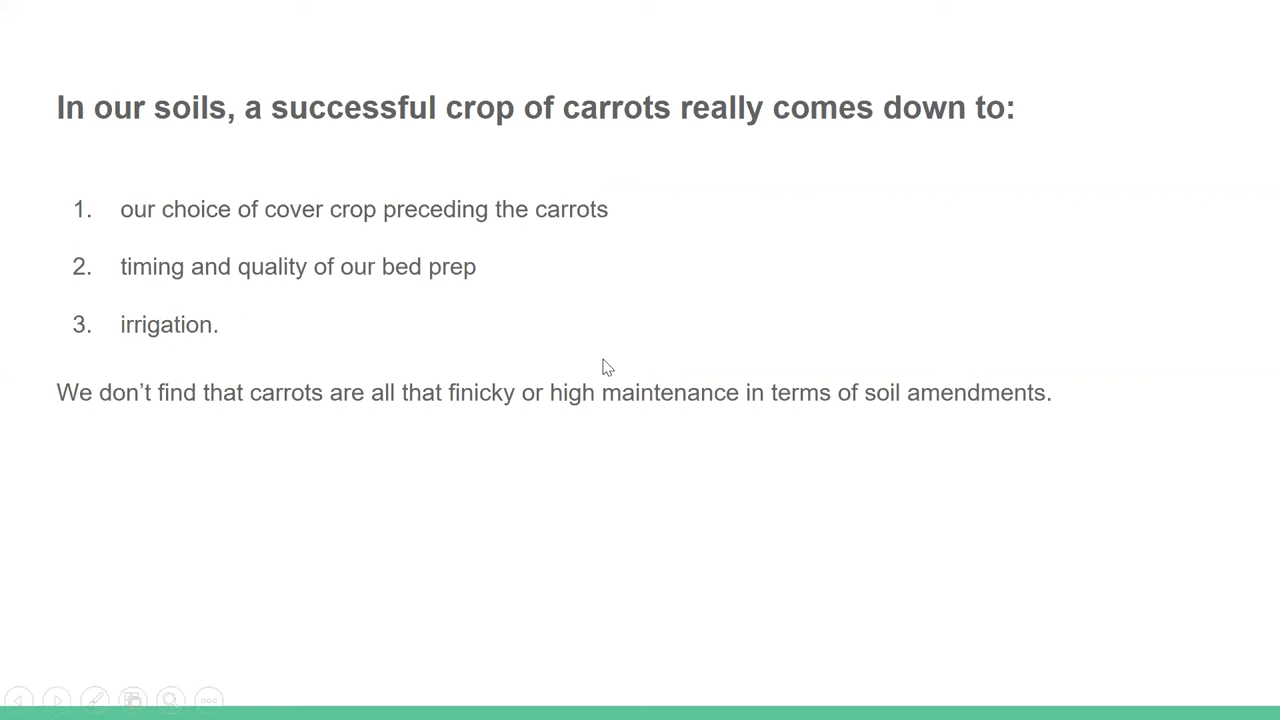 In our soils, a successful crop of carrots really comes down to:
1. our choice of cover crop preceding the carrots
2. timing and quality of our bed prep
3. irrigation.
We don’t find that carrots are all that finicky or high maintenance in terms of soil amendments.